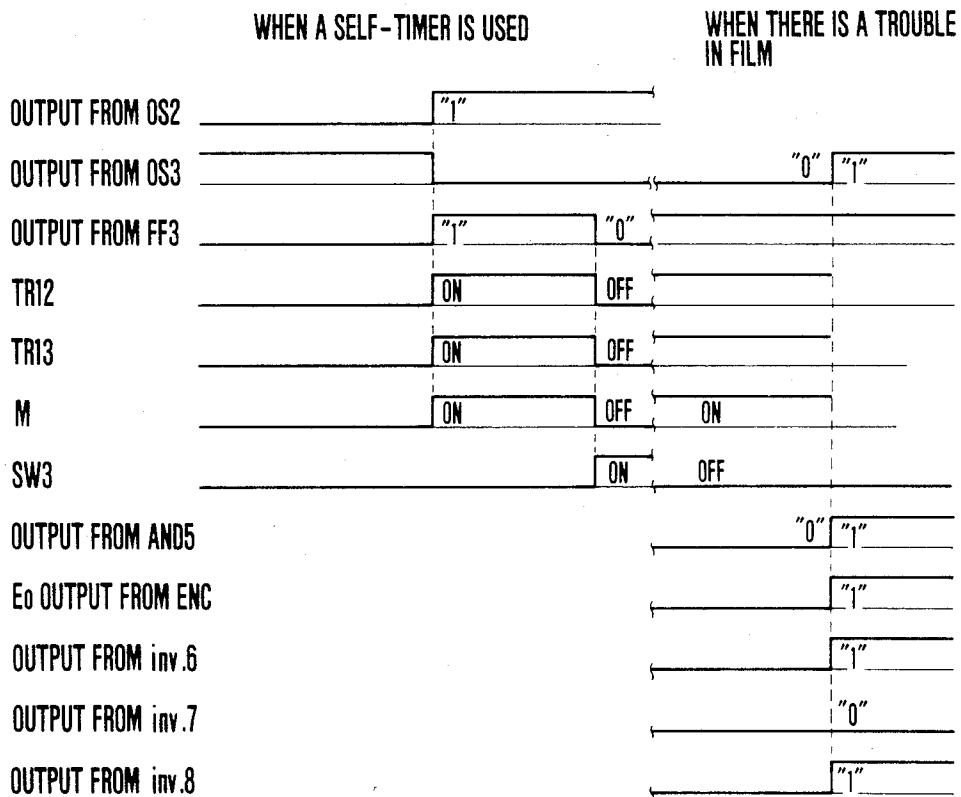 WHEN A SELF-TIMER IS USED
WHEN THERE IS A TROUBLE
IN FILM
OUTPUT FROM OS2 "1"
OUTPUT FROM OS3 "0" "1"
OUTPUT FROM FF3 "1" "0"
TR12 ON OFF
TR13 ON OFF
M ON OFF ON
SW3 ON OFF
OUTPUT FROM AND5 "0" "1"
Eo OUTPUT FROM ENC "1"
OUTPUT FROM inv.6 "1"
OUTPUT FROM inv.7 "0"
OUTPUT FROM inv.8 "1"